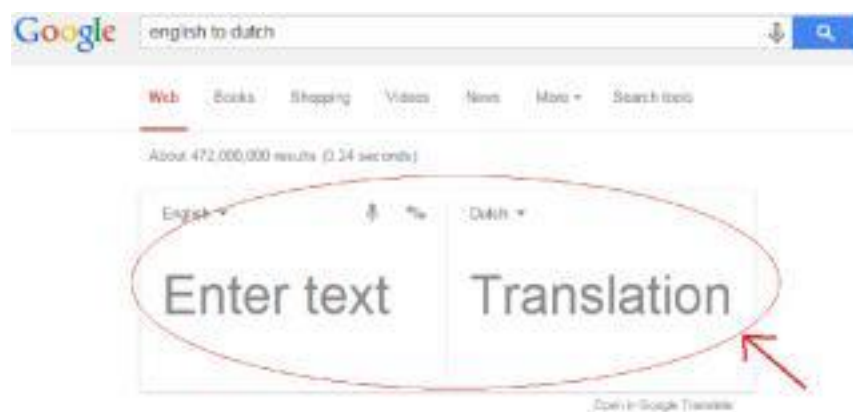 Google english to dutch
Web Books Shopping Videos News More Search tools
About 472,000,000 results (0.24 seconds)
English Dutch
Enter text Translation
Open in Google Translate